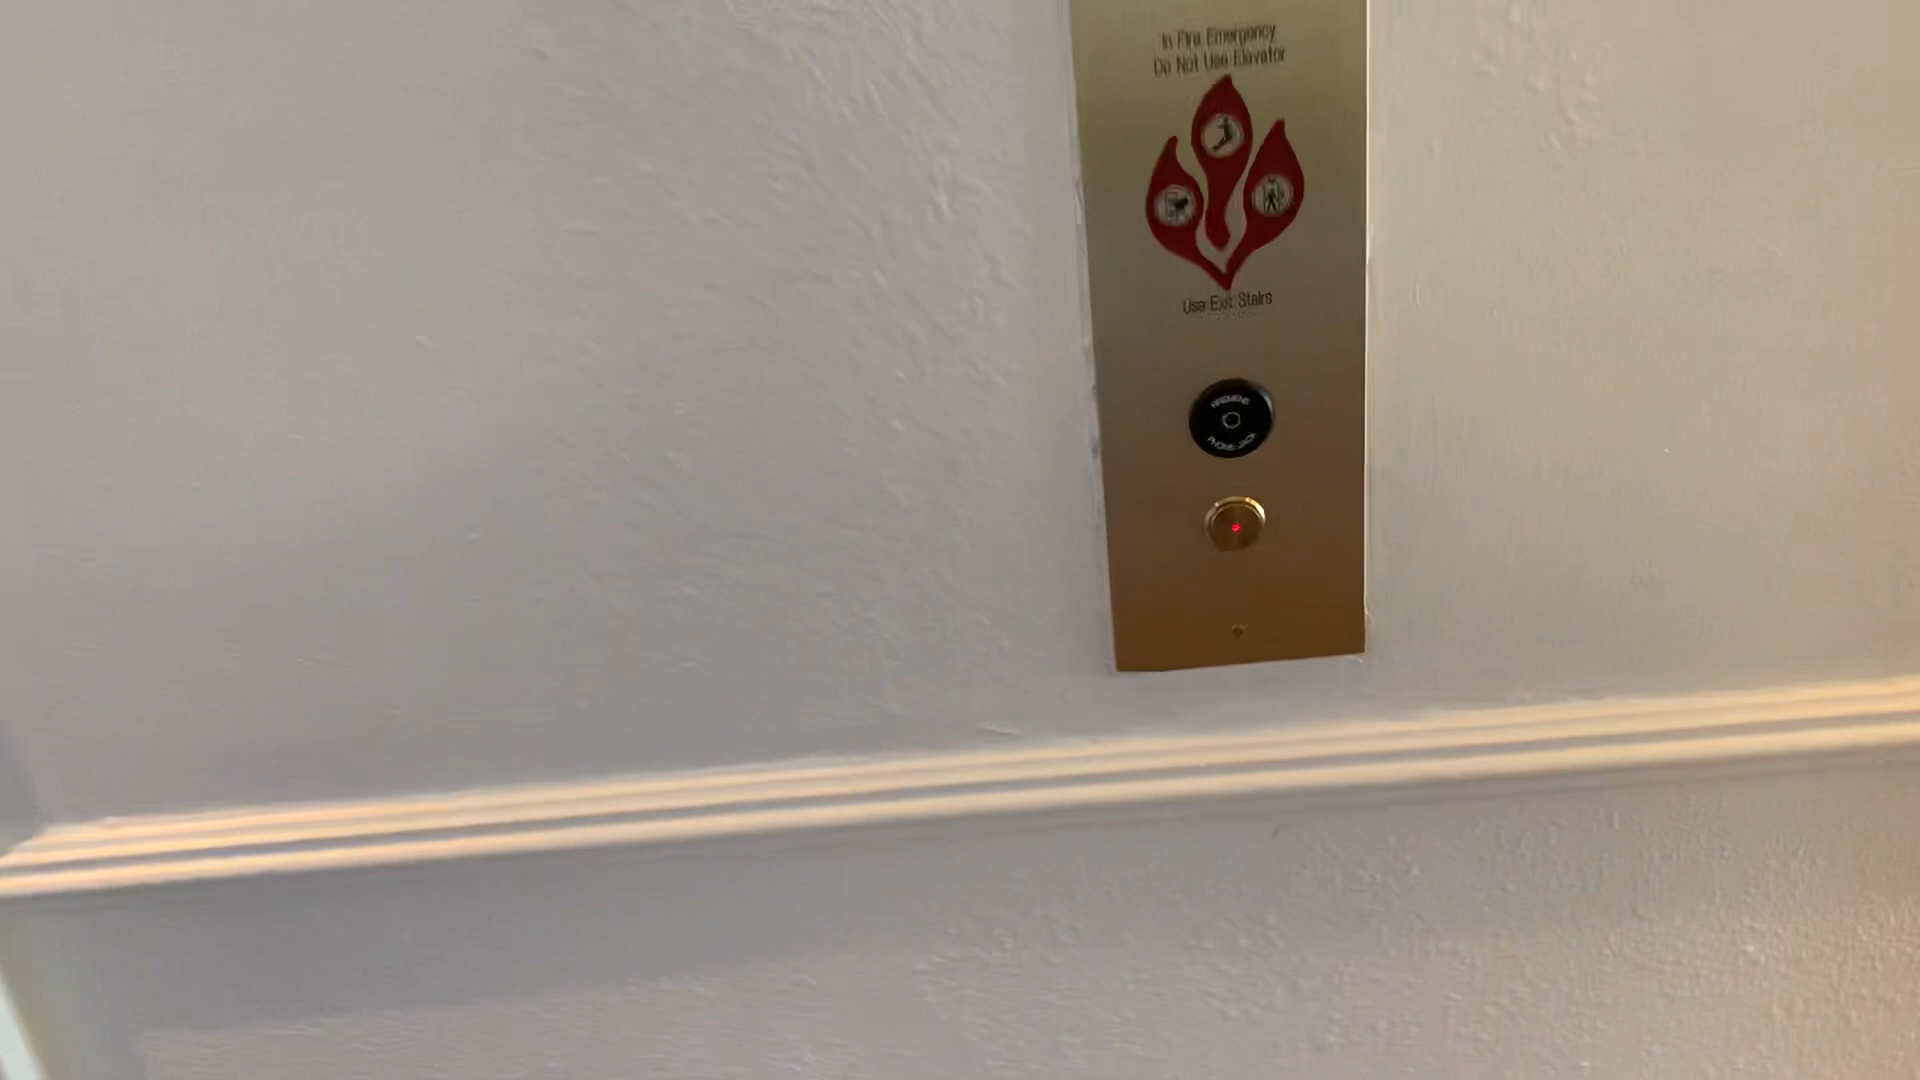 In Fire Emergency
Do Not Use Elevator
Use Exit Stairs
FIREMENS
PHONE-JACK